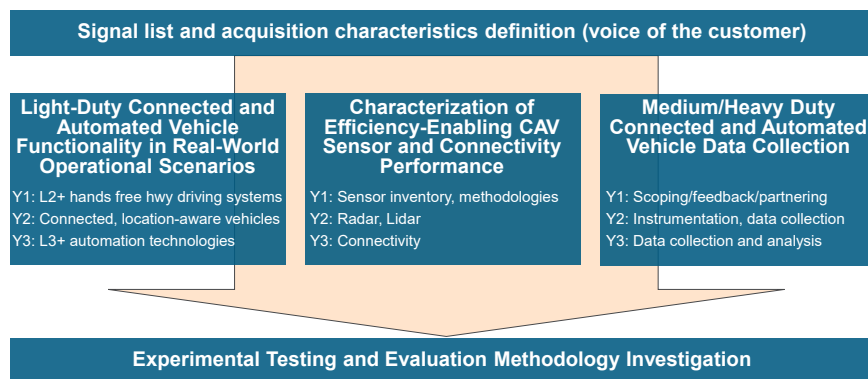 Signal list and acquisition characteristics definition (voice of the customer)
Light-Duty Connected and
Automated Vehicle
Functionality in Real-World
Operational Scenarios
Y1: L2+ hands free hwy driving systems
Y2: Connected, location-aware vehicles
Y3: L3+ automation technologies
Characterization of
Efficiency-Enabling CAV
Sensor and Connectivity
Performance
Y1: Sensor inventory, methodologies
Y2: Radar, Lidar
Y3: Connectivity
Medium/Heavy Duty
Connected and Automated
Vehicle Data Collection
Y1: Scoping/feedback/partnering
Y2: Instrumentation, data collection
Y3: Data collection and analysis
Experimental Testing and Evaluation Methodology Investigation